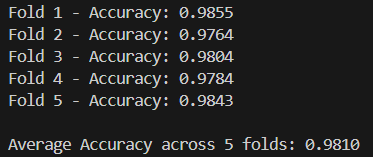 Fold 1 - Accuracy: 0.9855
Fold 2 - Accuracy: 0.9764
Fold 3 - Accuracy: 0.9804
Fold 4 - Accuracy: 0.9784
Fold 5 - Accuracy: 0.9843
Average Accuracy across 5 folds: 0.9810